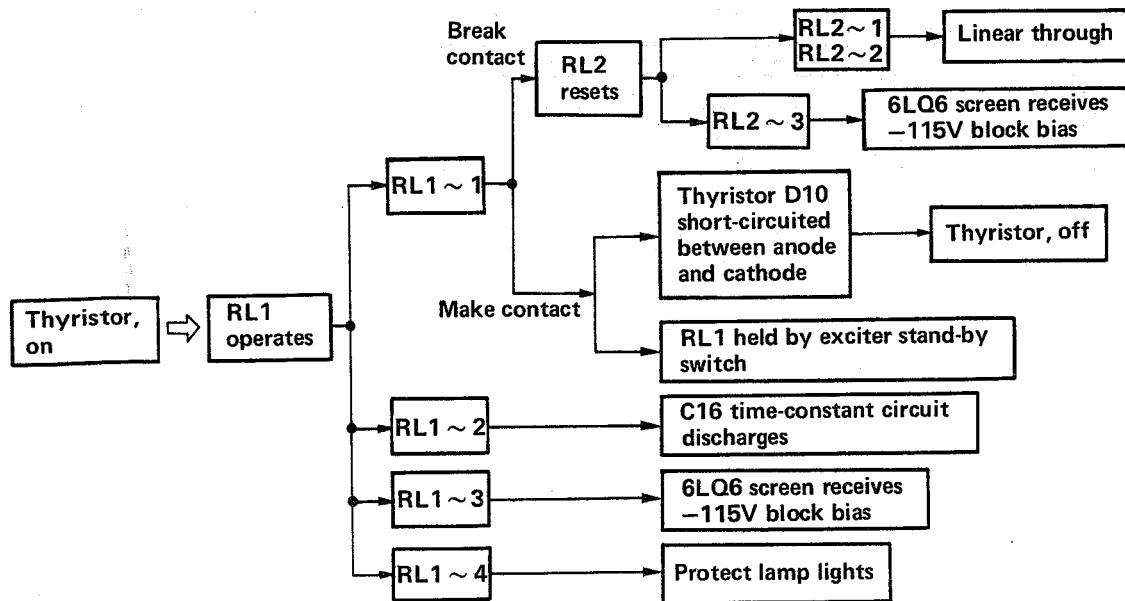 Break
contact
RL2
resets
RL2~1
RL2~2
Linear through
RL2~3
6LQ6 screen receives
−115V block bias
RL1~1
Thyristor D10
short-circuited
between anode
and cathode
Thyristor, off
Make contact
Thyristor,
on
RL1
operates
RL1 held by exciter stand-by
switch
RL1~2
C16 time-constant circuit
discharges
RL1~3
6LQ6 screen receives
−115V block bias
RL1~4
Protect lamp lights